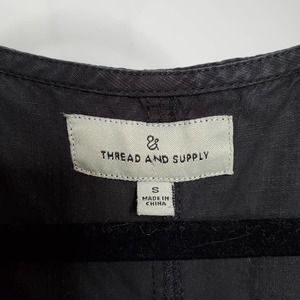 &
THREAD AND SUPPLY
S
MADE IN
CHINA